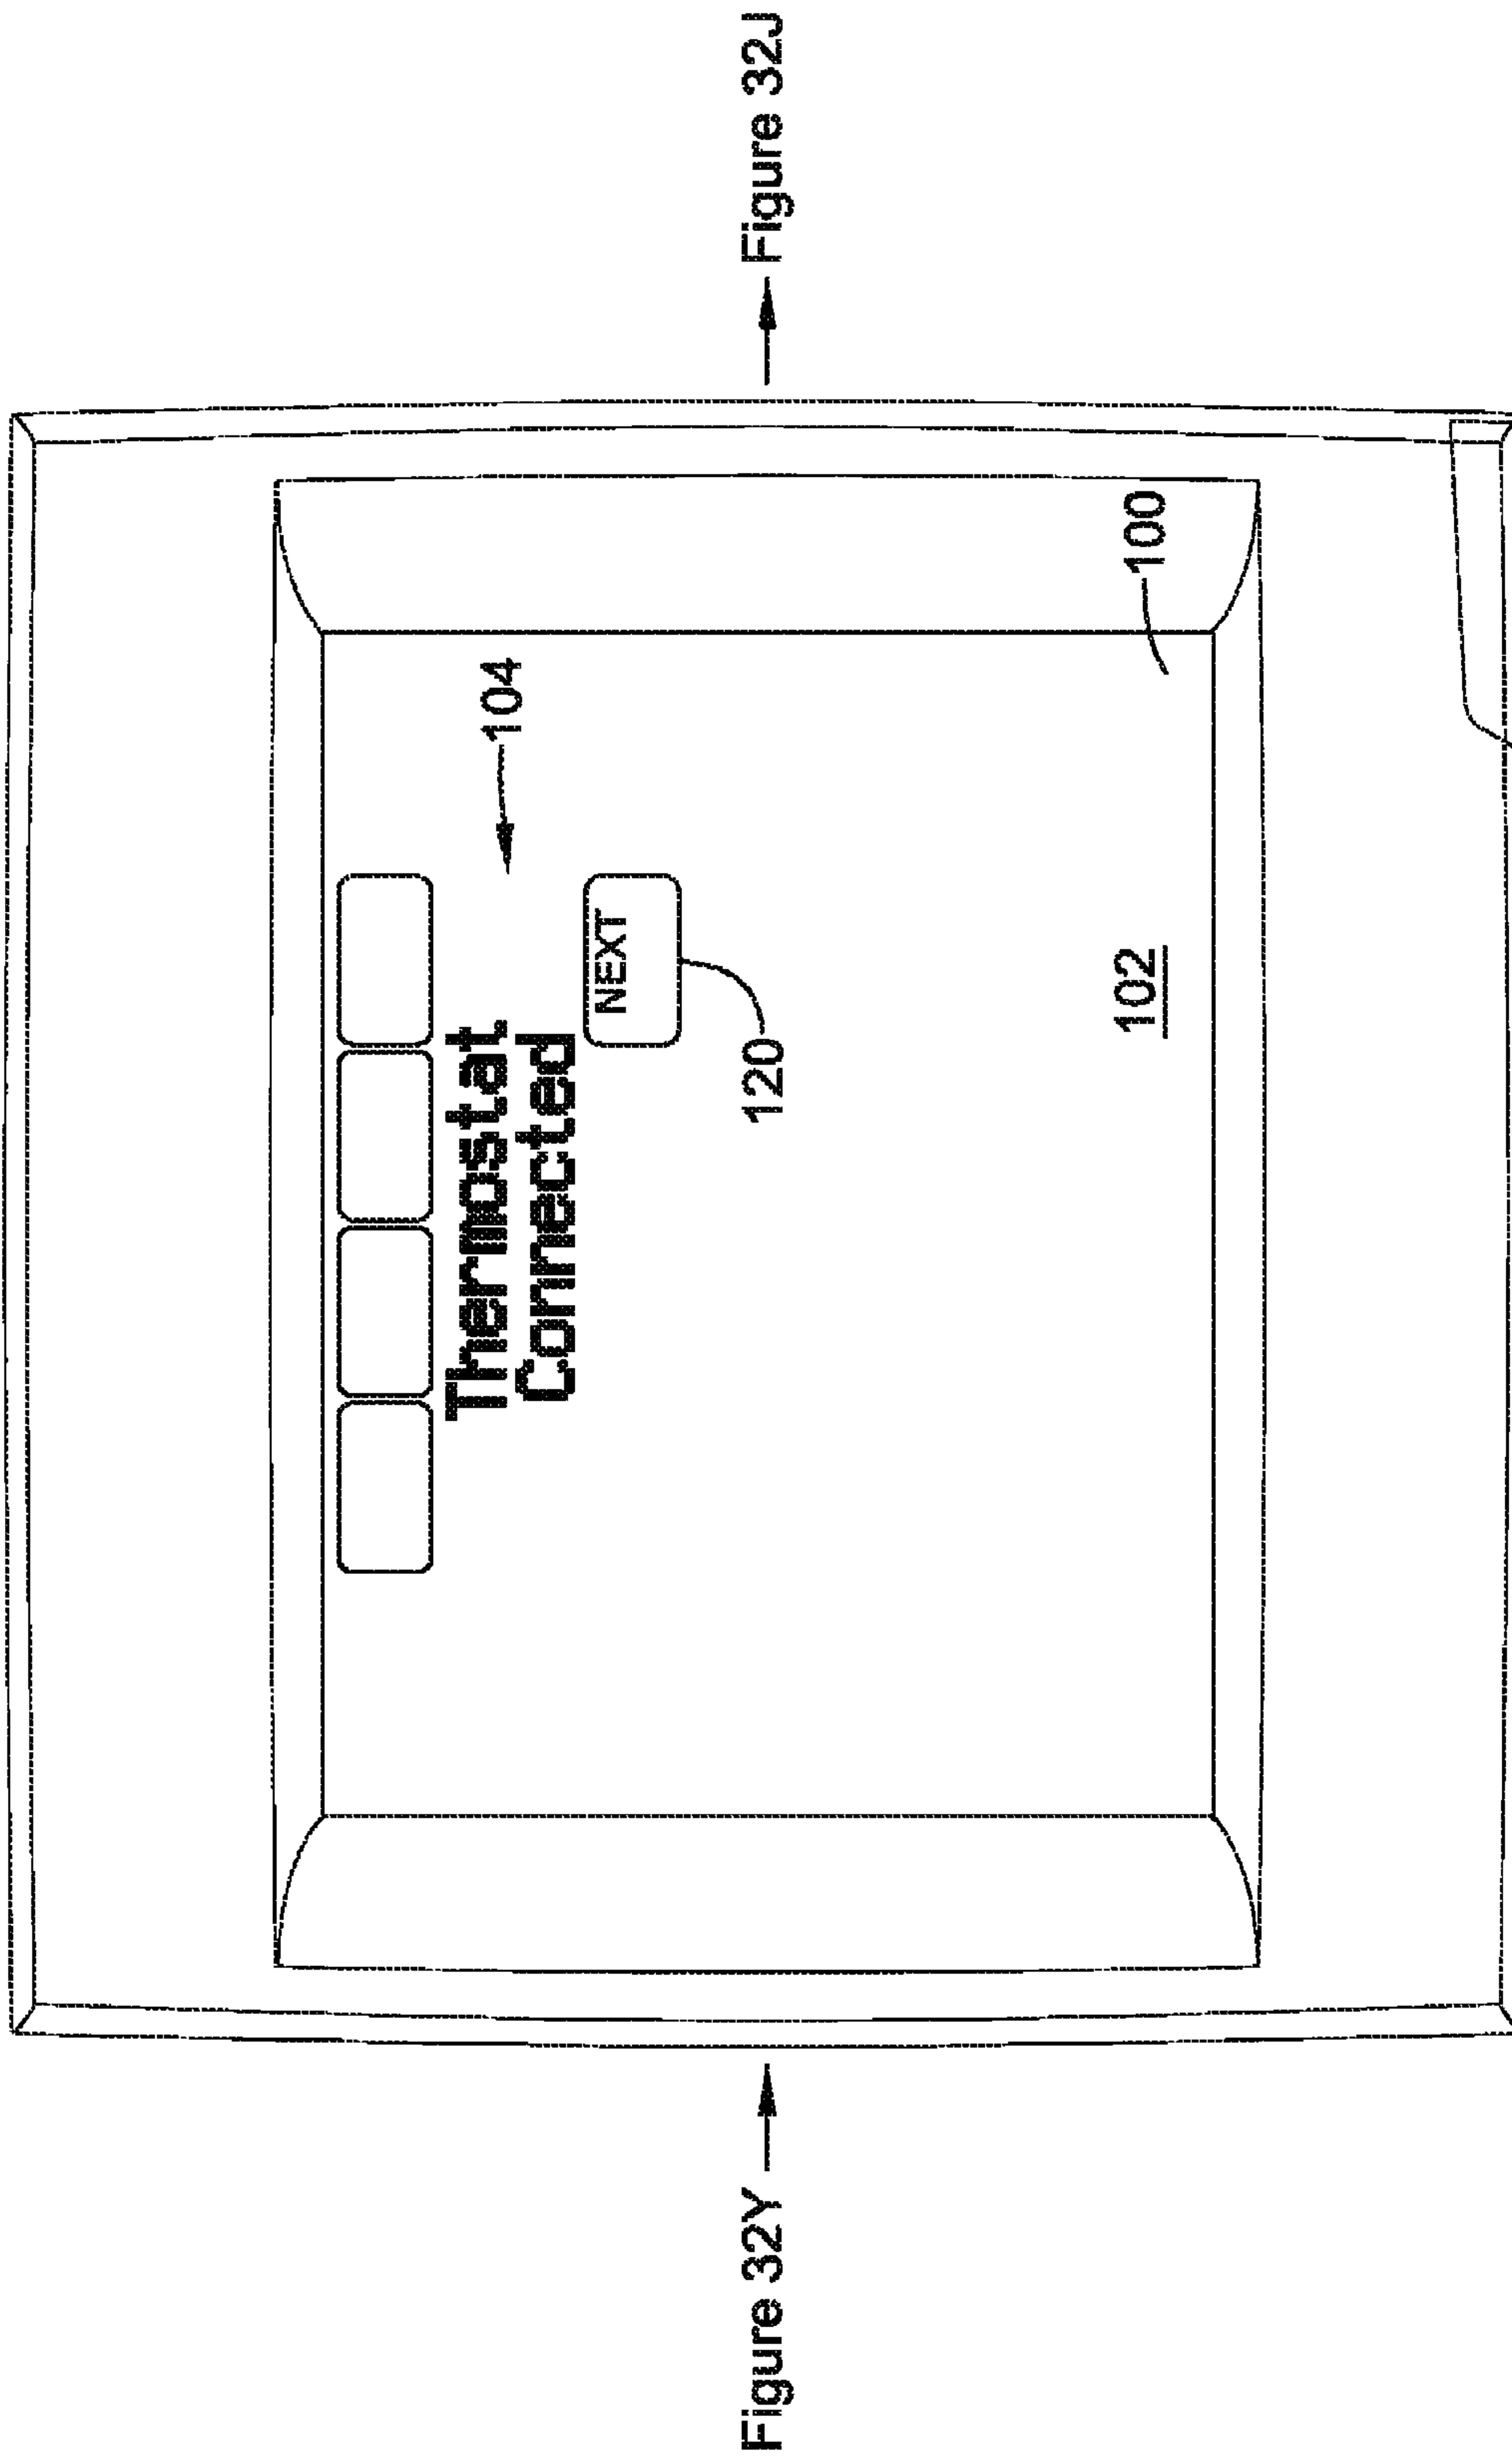 Figure 32Y
Thermostat
Connected
NEXT
104
120
102
100
Figure 32J